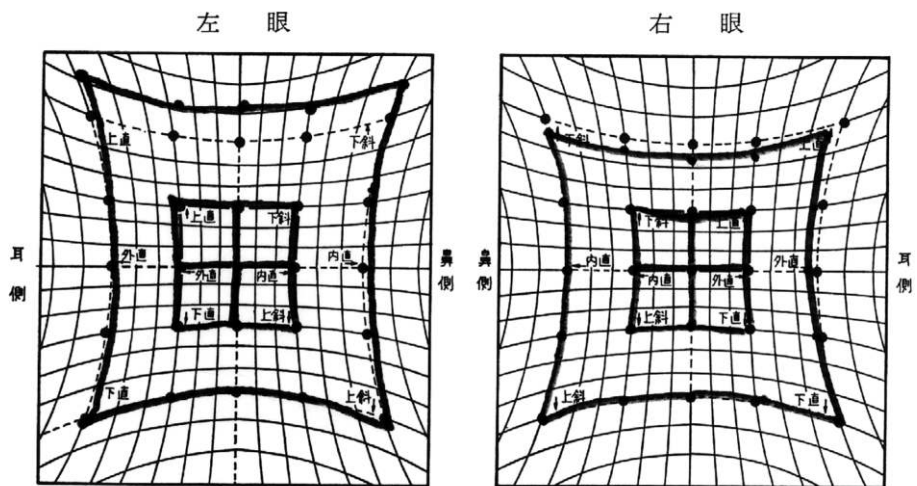 左眼
上直 下斜
上直 下斜
外直 内直
外直 内直
下直 上斜
下直 上斜
耳側
鼻側
右眼
下斜 上直
下斜 上直
内直 外直
内直 外直
上斜 下直
上斜 下直
鼻側
耳側